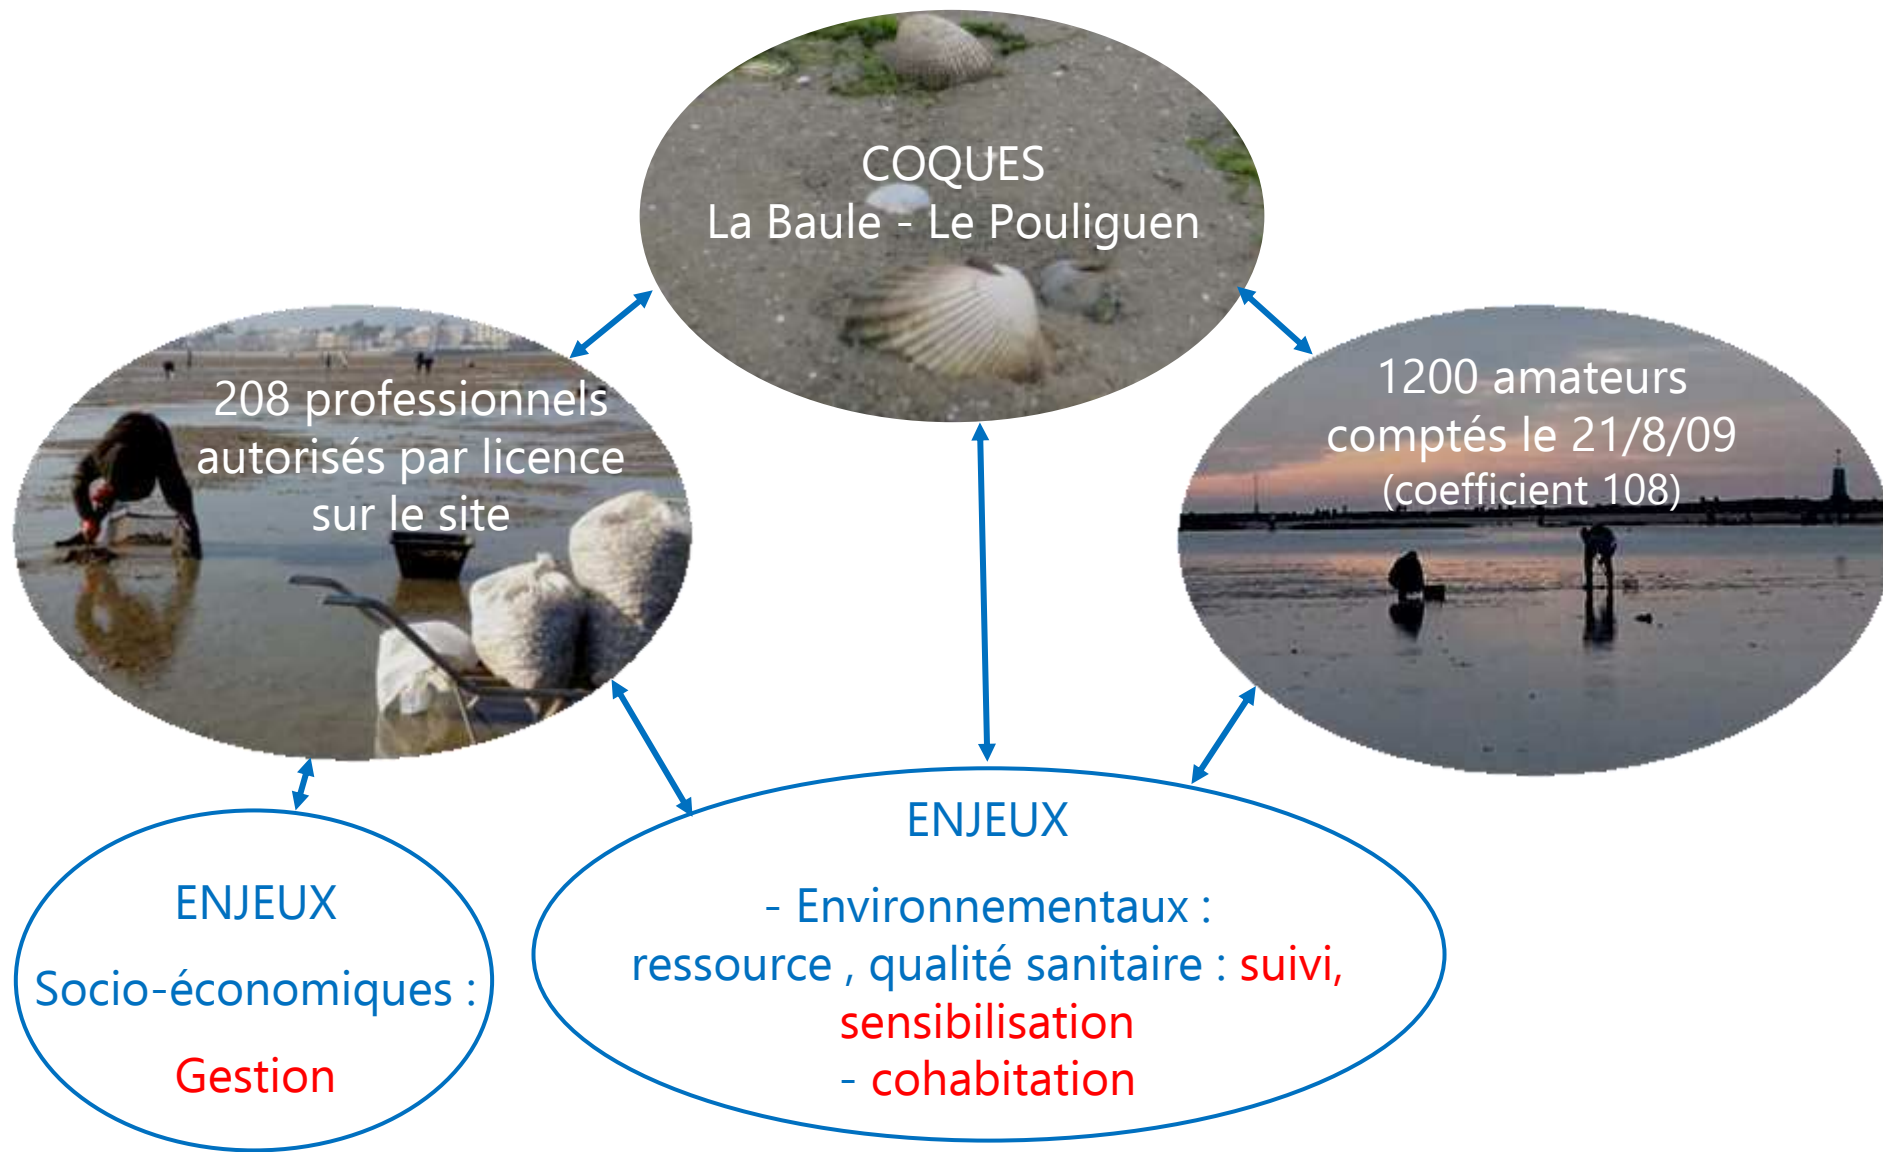 COQUES
La Baule - Le Pouliguen
208 professionnels
autorisés par licence
sur le site
1200 amateurs
comptés le 21/8/09
(coefficient 108)
ENJEUX
Socio-économiques :
Gestion
ENJEUX
- Environnementaux :
ressource , qualité sanitaire : suivi,
sensibilisation
- cohabitation